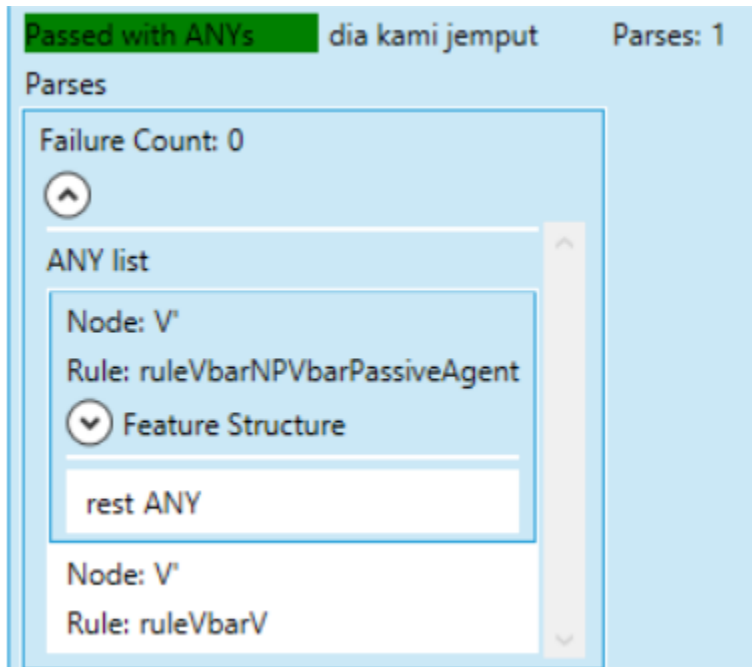 Passed with ANYs dia kami jemput Parses: 1
Parses
Failure Count: 0
ANY list
Node: V'
Rule: ruleVbarNPVbarPassiveAgent
Feature Structure
rest ANY
Node: V'
Rule: ruleVbarV